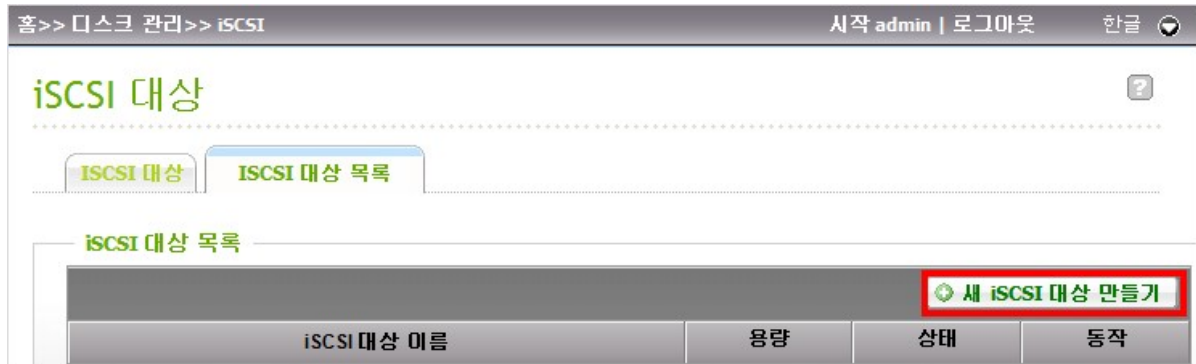 홈>> 디스크 관리>> iSCSI 시작 admin | 로그아웃 한글
iSCSI 대상 ?
ISCSI 대상 ISCSI 대상 목록
iSCSI 대상 목록
새 iSCSI 대상 만들기
iSCSI 대상 이름 용량 상태 동작